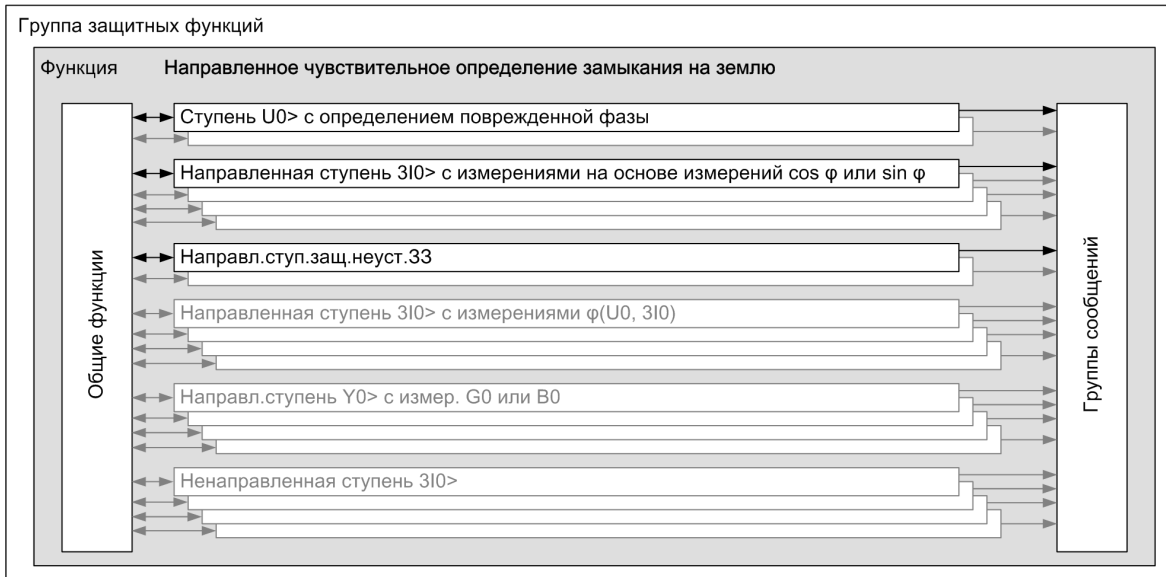 Группа защитных функций
Функция Направленное чувствительное определение замыкания на землю
Общие функции
Ступень U0> с определением поврежденной фазы
Направленная ступень 3I0> с измерениями на основе измерений cos φ или sin φ
Направл.ступ.защ.неуст.ЗЗ
Направленная ступень 3I0> с измерениями φ(U0, 3I0)
Направл.ступень Y0> с измер. G0 или B0
Ненаправленная ступень 3I0>
Группы сообщений